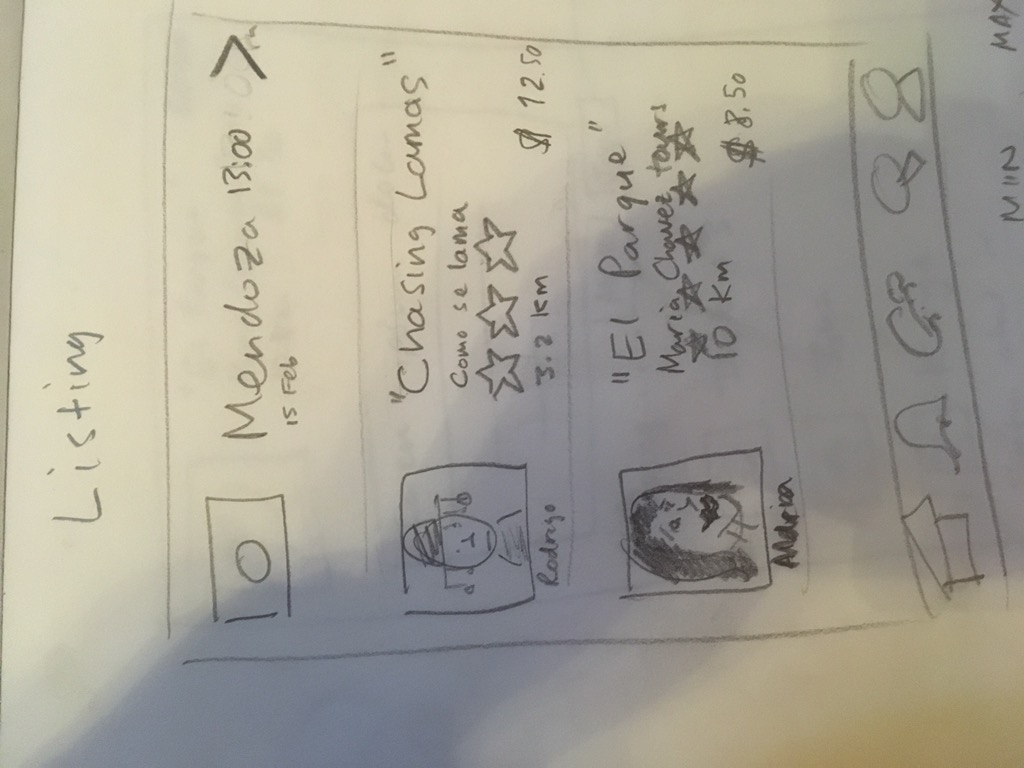 Listing
Mendoza 13:00
15 Feb
"Chasing Lamas"
Como se lama
3.2 Km
$ 12.50
Rodrigo
"El Parque"
Maria Chavez tours
10 Km
$8.50
Maria
MIN
MAX